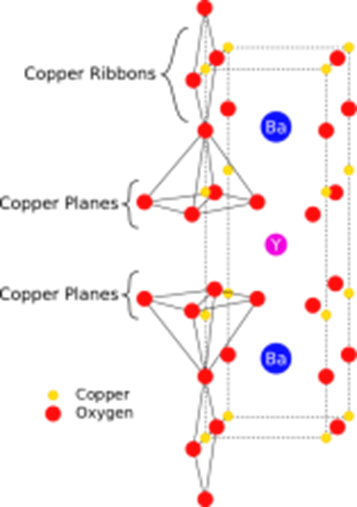 Copper Ribbons
Ba
Copper Planes
Y
Copper Planes
Ba
Copper
Oxygen